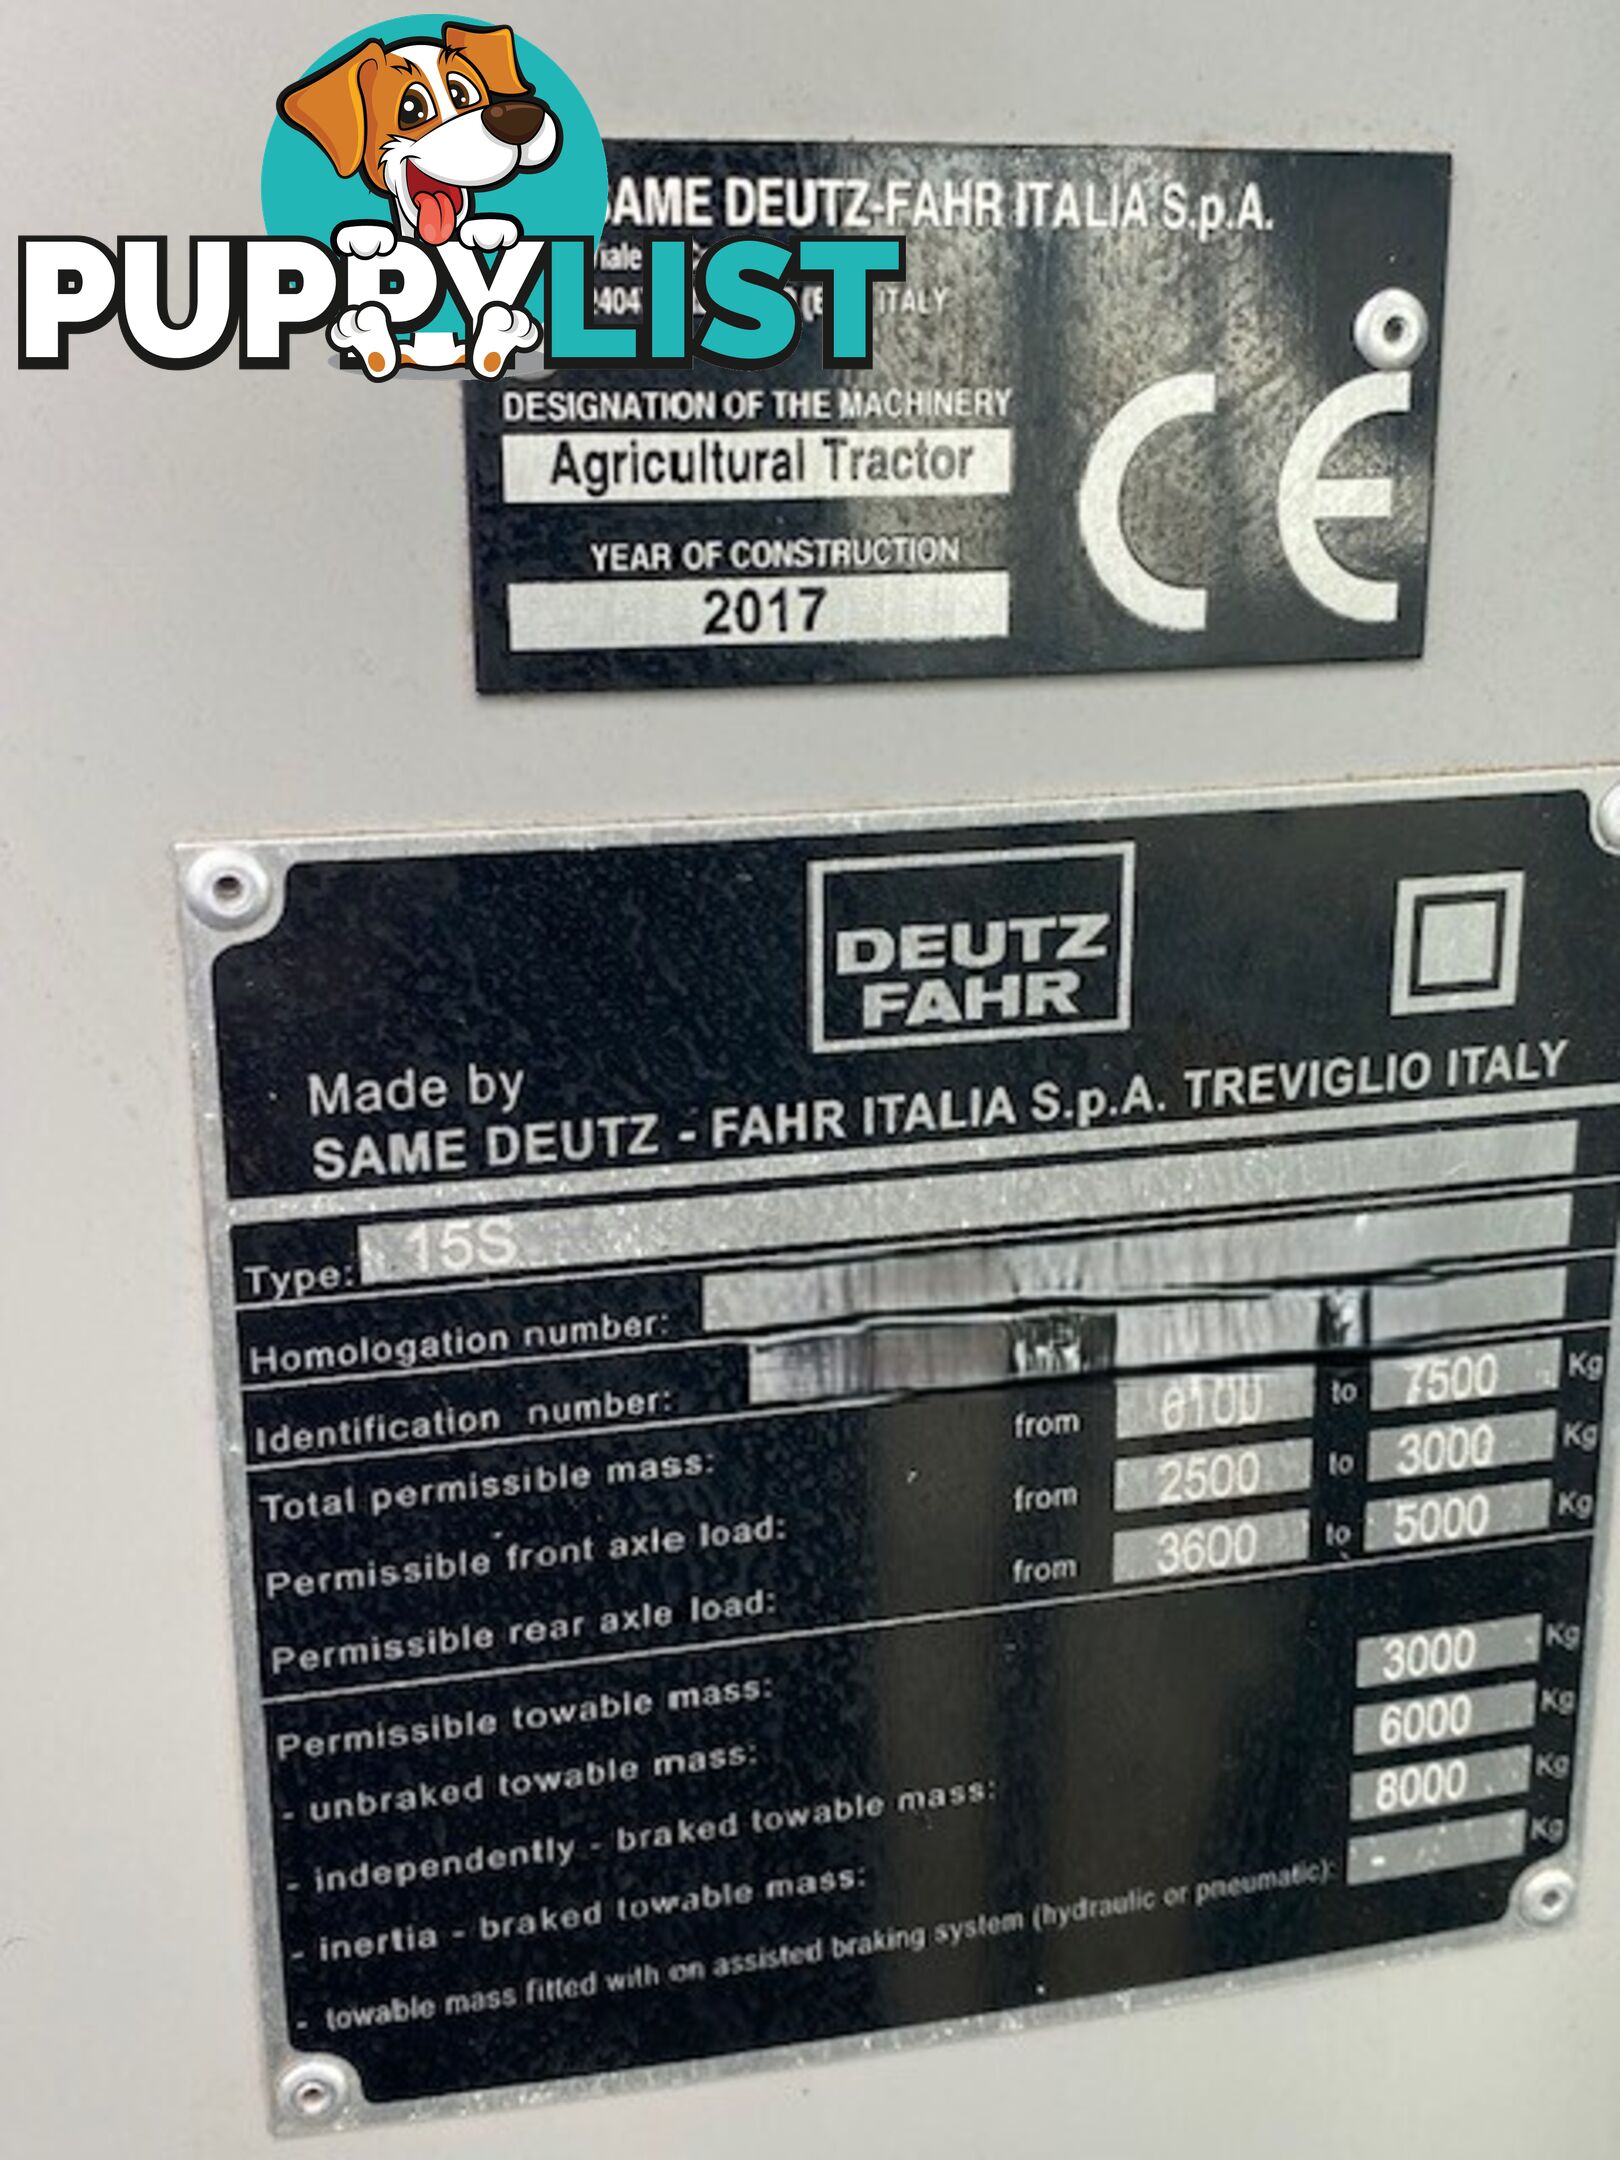 PUPPYLIST
SAME DEUTZ-FAHR ITALIA S.p.A.
ITALY
DESIGNATION OF THE MACHINERY
Agricultural Tractor
YEAR OF CONSTRUCTION
2017
CE
DEUTZ
FAHR
Made by
SAME DEUTZ - FAHR ITALIA S.p.A. TREVIGLIO ITALY
Type: 15S
Homologation number:
Identification number:
Total permissible mass: from 6100 to 7500 Kg
Permissible front axle load: from 2500 to 3000 Kg
Permissible rear axle load: from 3600 to 5000 Kg
Permissible towable mass:
- unbraked towable mass: 3000 Kg
- independently - braked towable mass: 6000 Kg
- inertia - braked towable mass: 8000 Kg
- towable mass fitted with on assisted braking system (hydraulic or pneumatic): - Kg